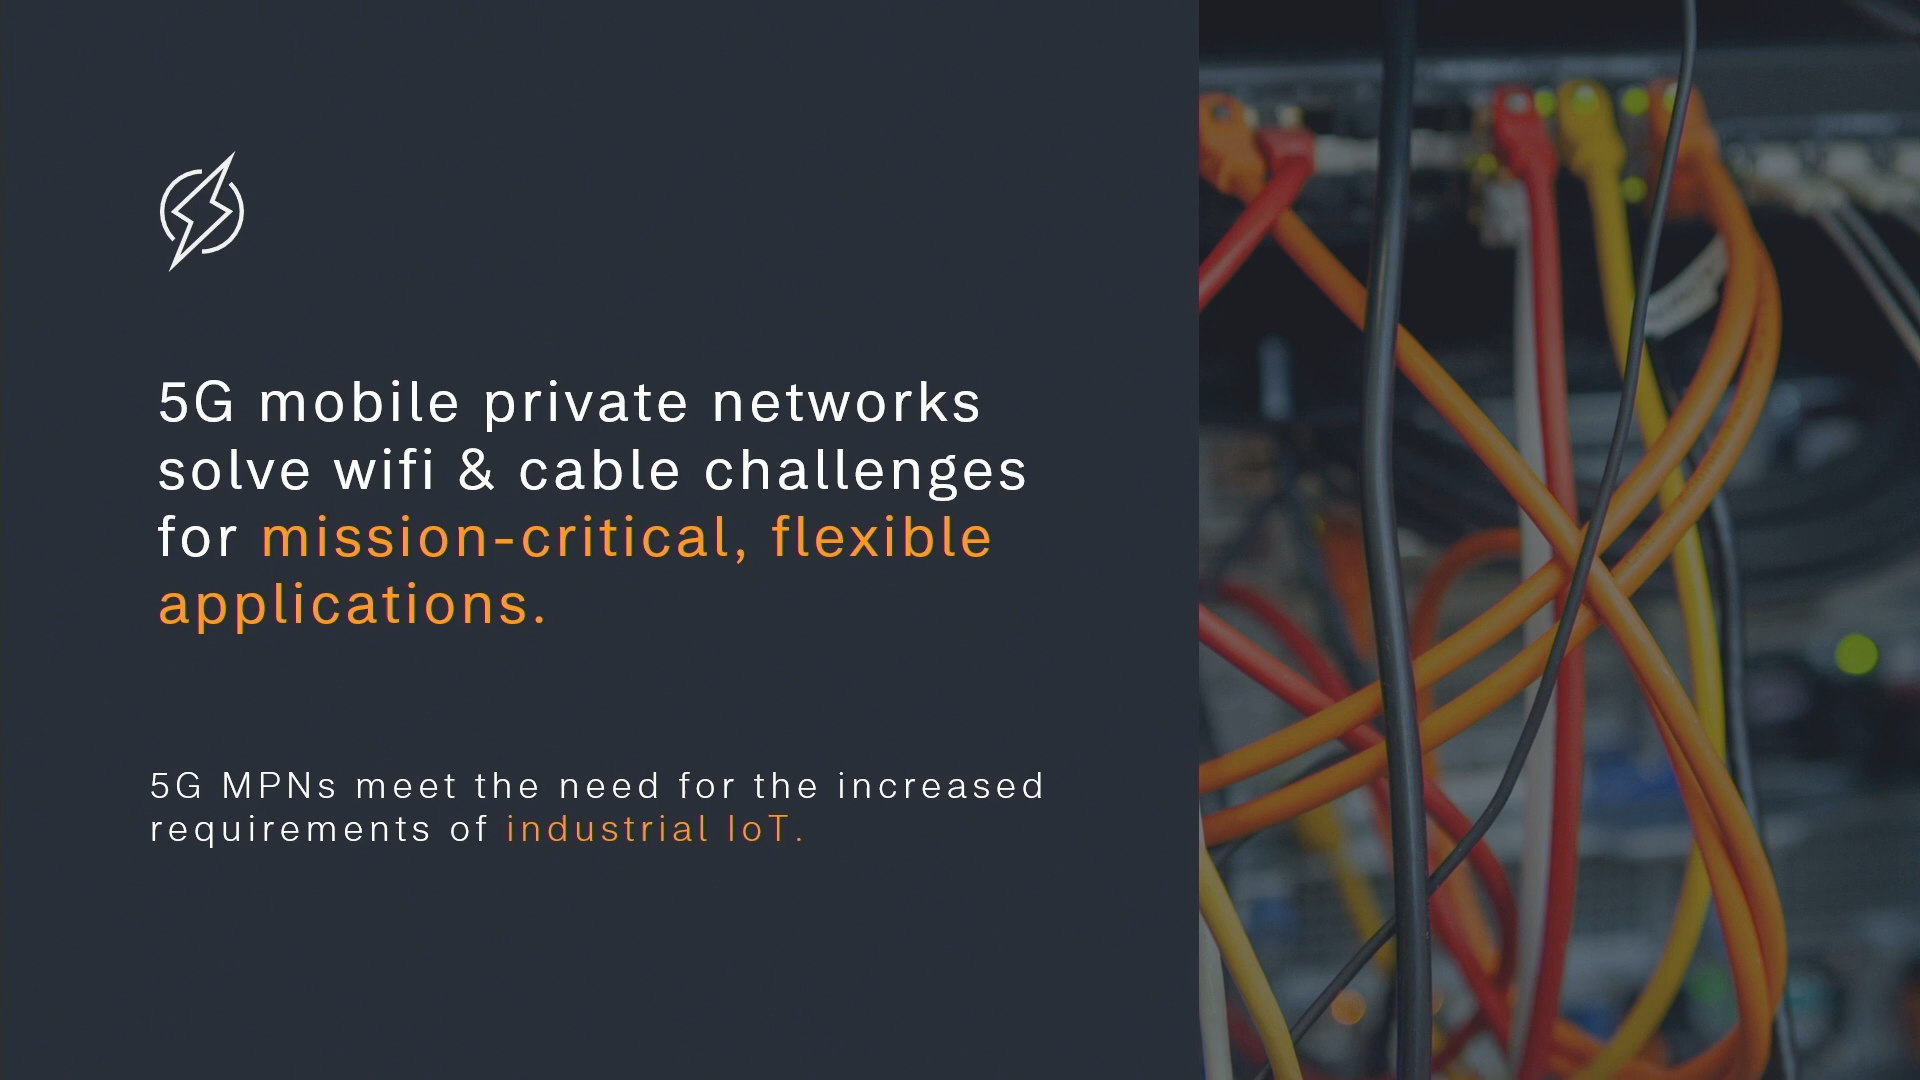 5G mobile private networks
solve wifi & cable challenges
for mission-critical, flexible
applications.
5G MPNs meet the need for the increased
requirements of industrial IoT.